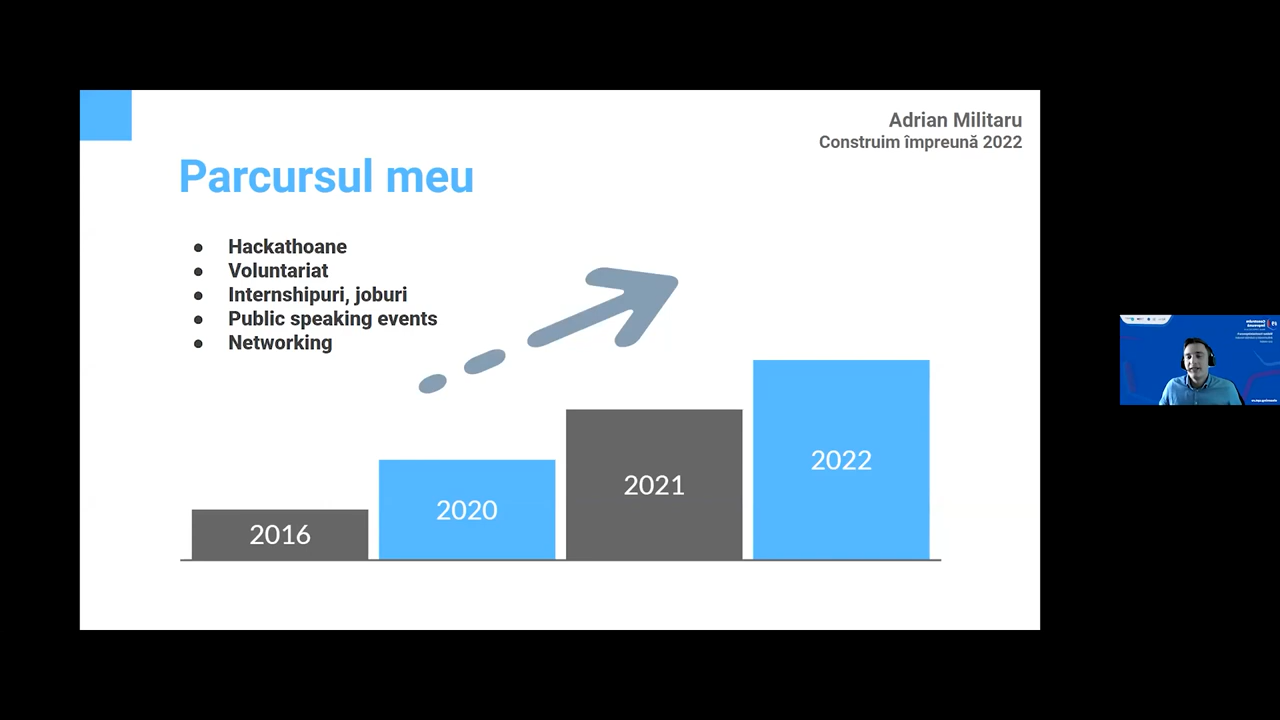 Adrian Militaru
Construim împreună 2022
Parcursul meu
● Hackathoane
● Voluntariat
● Internshipuri, joburi
● Public speaking events
● Networking
2016
2020
2021
2022